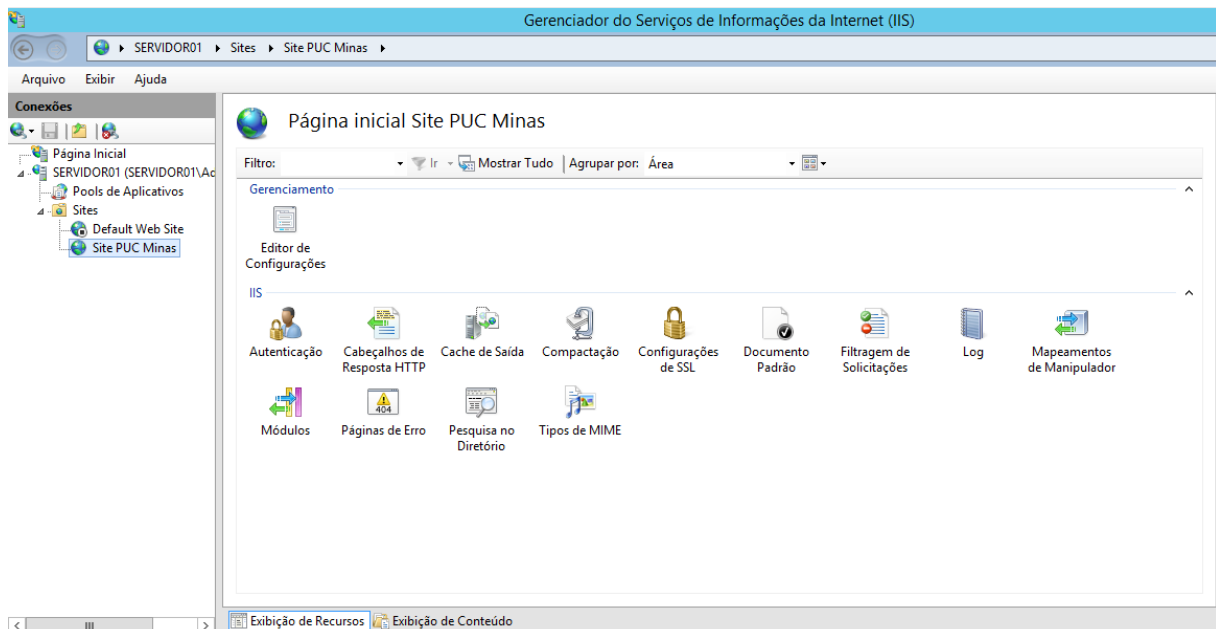 Gerenciador do Serviços de Informações da Internet (IIS)
SERVIDOR01 Sites Site PUC Minas
Arquivo Exibir Ajuda
Conexões
Página Inicial
SERVIDOR01 (SERVIDOR01\Ad
Pools de Aplicativos
Sites
Default Web Site
Site PUC Minas
Página inicial Site PUC Minas
Filtro: Ir Mostrar Tudo Agrupar por: Área
Gerenciamento
Editor de
Configurações
IIS
Autenticação
Cabeçalhos de
Resposta HTTP
Cache de Saída
Compactação
Configurações
de SSL
Documento
Padrão
Filtragem de
Solicitações
Log
Mapeamentos
de Manipulador
Módulos
404
Páginas de Erro
Pesquisa no
Diretório
Tipos de MIME
Exibição de Recursos Exibição de Conteúdo